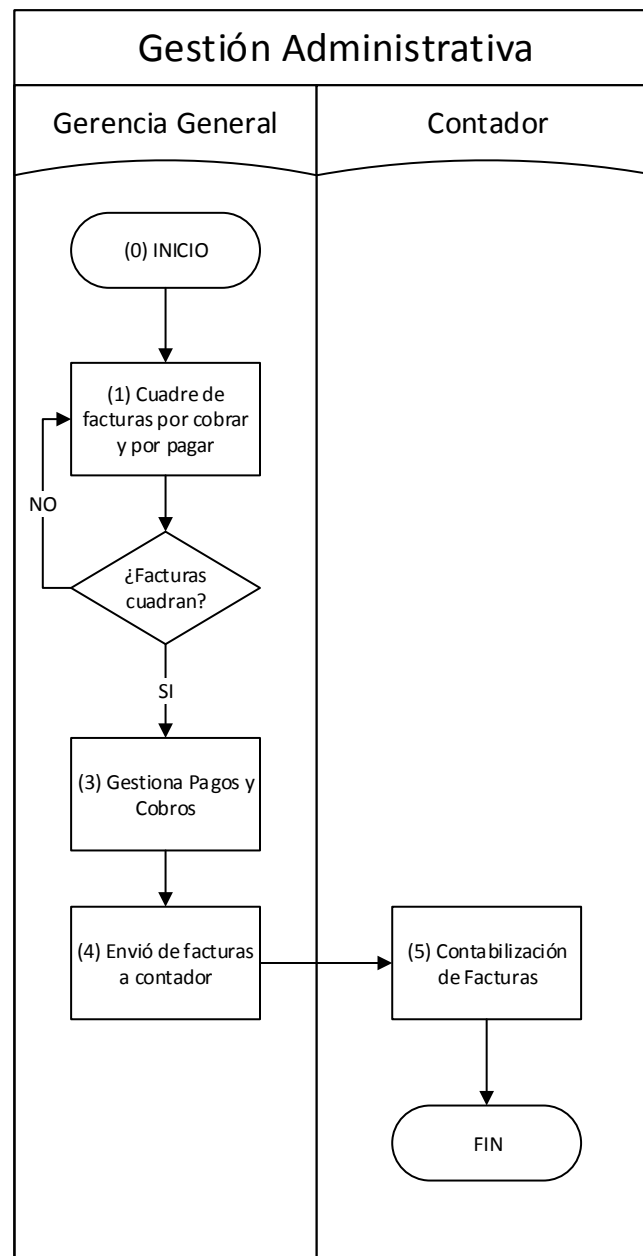 Gestión Administrativa
Gerencia General
Contador
(0) INICIO
(1) Cuadre de
facturas por cobrar
y por pagar
NO
¿Facturas
cuadran?
SI
(3) Gestiona Pagos y
Cobros
(4) Envió de facturas
a contador
(5) Contabilización
de Facturas
FIN